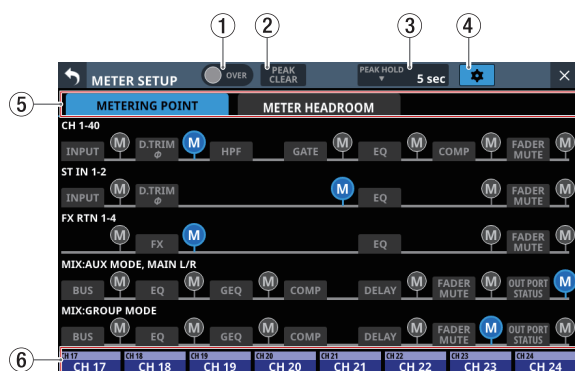 ① ② ③ ④
METER SETUP OVER PEAK CLEAR PEAK HOLD ▼ 5 sec
⑤ METERING POINT METER HEADROOM
CH 1-40
INPUT M D.TRIM Ø M HPF GATE M EQ M COMP M FADER MUTE M
ST IN 1-2
INPUT M D.TRIM Ø M EQ M FADER MUTE M
FX RTN 1-4
M FX M EQ M FADER MUTE M
MIX:AUX MODE, MAIN L/R
BUS M EQ M GEQ M COMP DELAY M FADER MUTE M OUT PORT STATUS M
MIX:GROUP MODE
BUS M EQ M GEQ M COMP DELAY M FADER MUTE M OUT PORT STATUS M
⑥ CH 17 CH 18 CH 19 CH 20 CH 21 CH 22 CH 23 CH 24
CH 17 CH 18 CH 19 CH 20 CH 21 CH 22 CH 23 CH 24